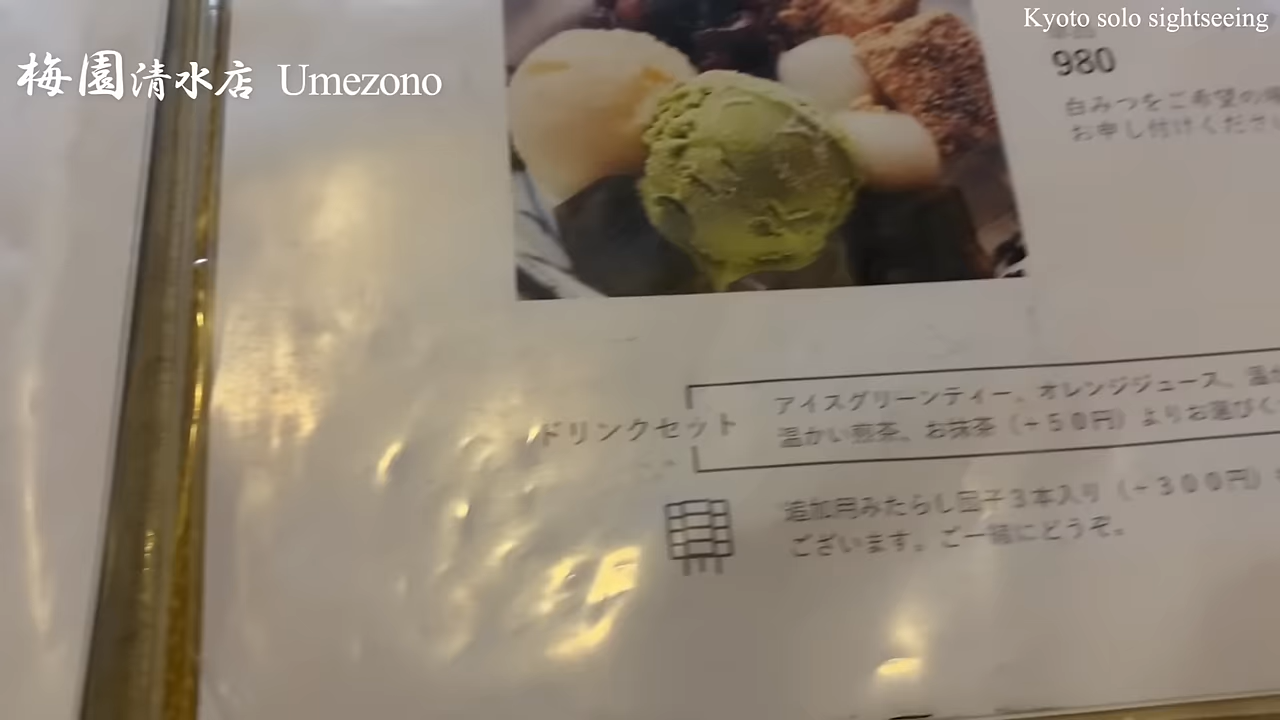 Kyoto solo sightseeing
梅園清水店 Umezono
980
白みつをご希望の
お申し付けくださ
ドリンクセット
アイスグリーンティー、オレンジジュース、温か
温かい煎茶、お抹茶（＋５０円）よりお選びく
追加用みたらし団子３本入り（＋３００円）
ございます。ご一緒にどうぞ。